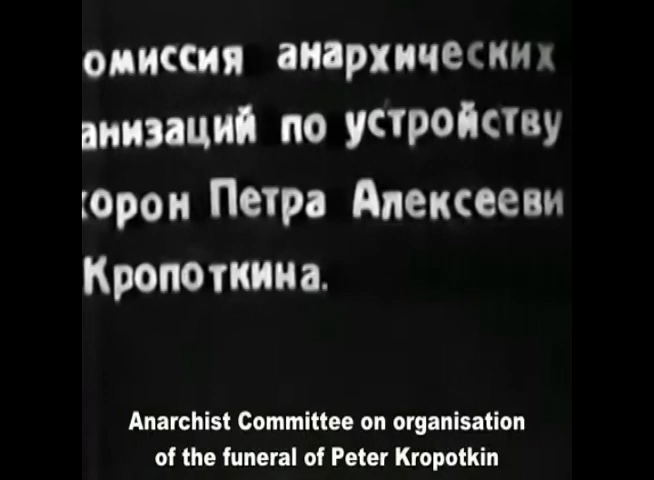 омиссия анархических
анизаций по устройству
орон Петра Алексееви
Кропоткина.
Anarchist Committee on organisation
of the funeral of Peter Kropotkin